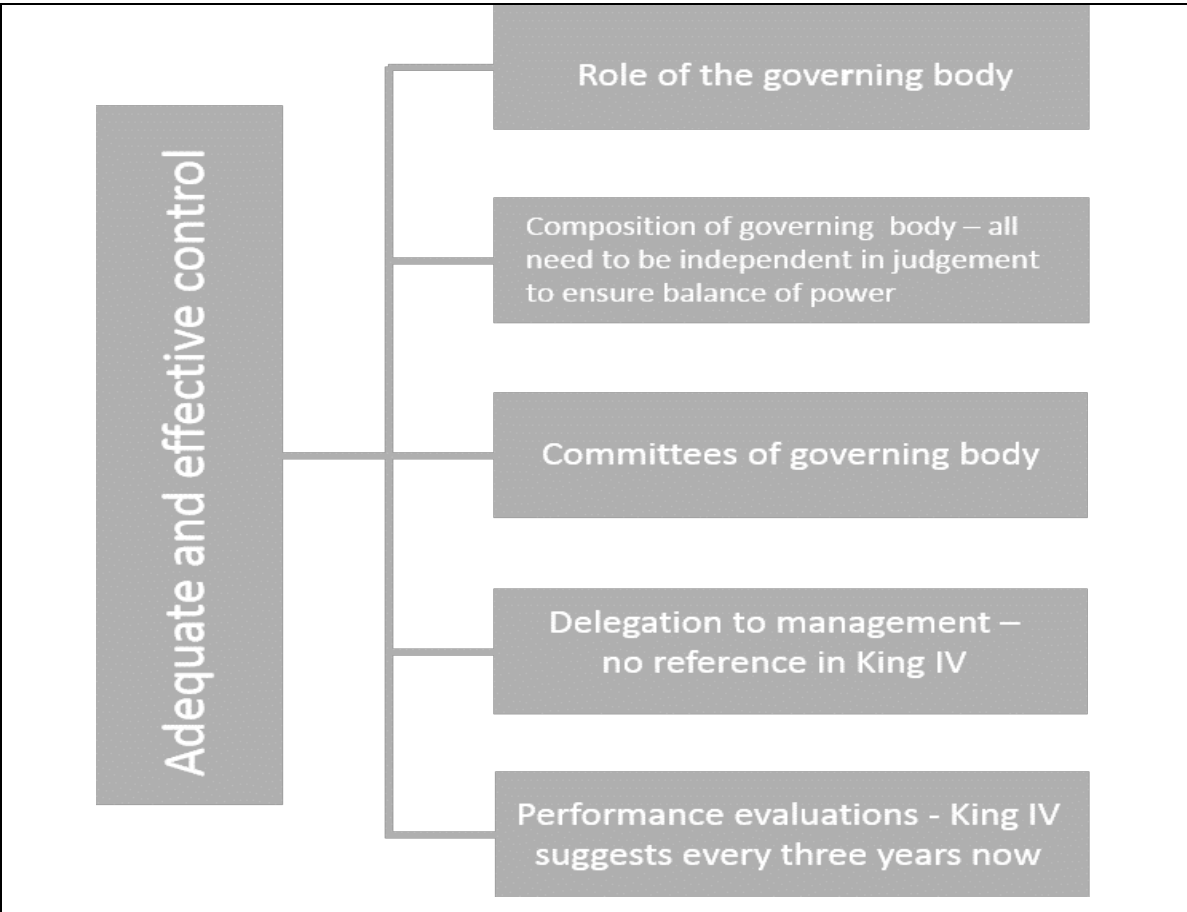 Adequate and effective control
Role of the governing body
Composition of governing body – all
need to be independent in judgement
to ensure balance of power
Committees of governing body
Delegation to management –
no reference in King IV
Performance evaluations - King IV
suggests every three years now